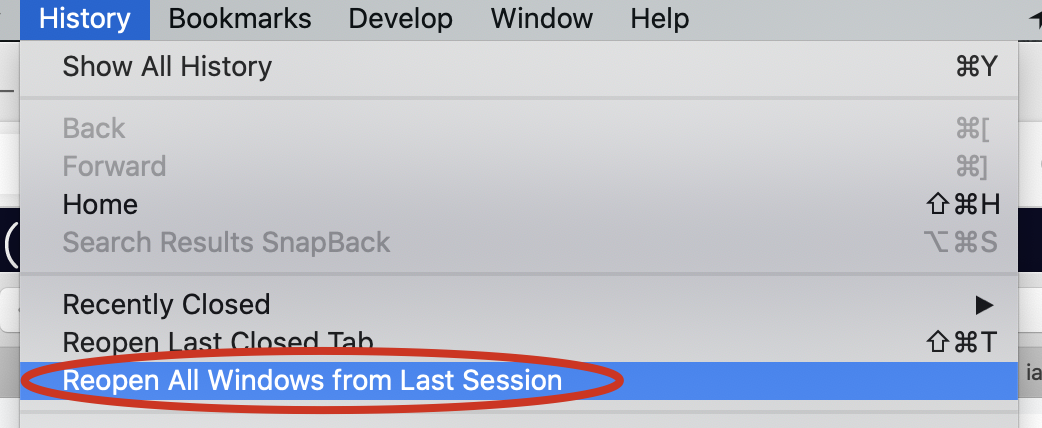 History Bookmarks Develop Window Help
Show All History ⌘Y
Back ⌘[
Forward ⌘]
Home ⇧⌘H
Search Results SnapBack ⌥⌘S
Recently Closed ▶
Reopen Last Closed Tab ⇧⌘T
Reopen All Windows from Last Session